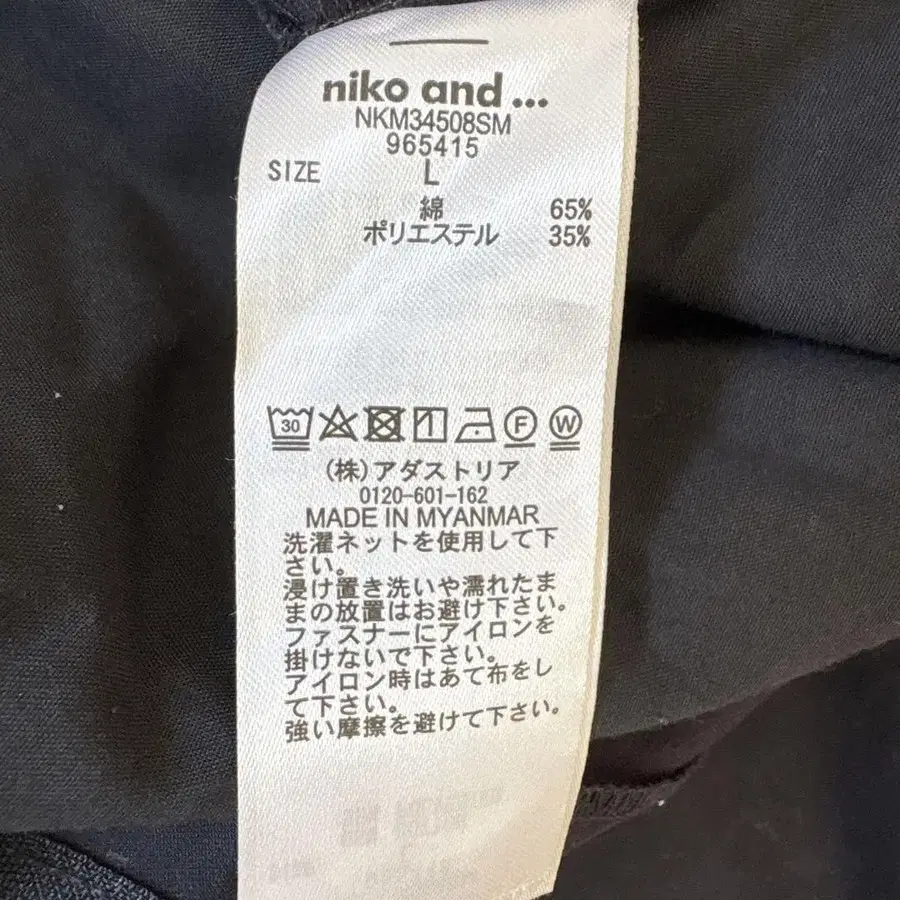 niko and ...
NKM34508SM
965415
SIZE L
綿 65%
ポリエステル 35%
30 F W
(株)アダストリア
0120-601-162
MADE IN MYANMAR
洗濯ネットを使用して下
さい。
浸け置き洗いや濡れたま
まの放置はお避け下さい。
ファスナーにアイロンを
掛けないで下さい。
アイロン時はあて布をし
て下さい。
強い摩擦を避けて下さい。